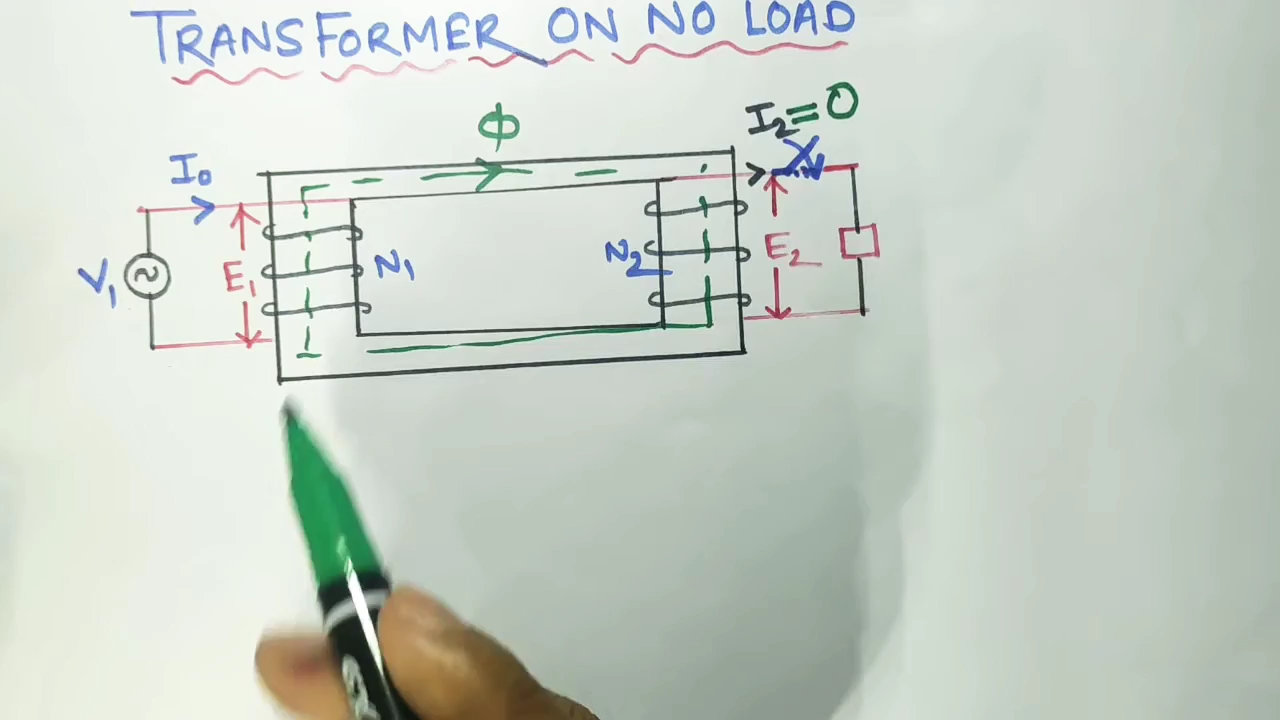 TRANSFORMER ON NO LOAD
Φ
I₂=0
I₀
V₁
E₁
N₁
N₂
E₂